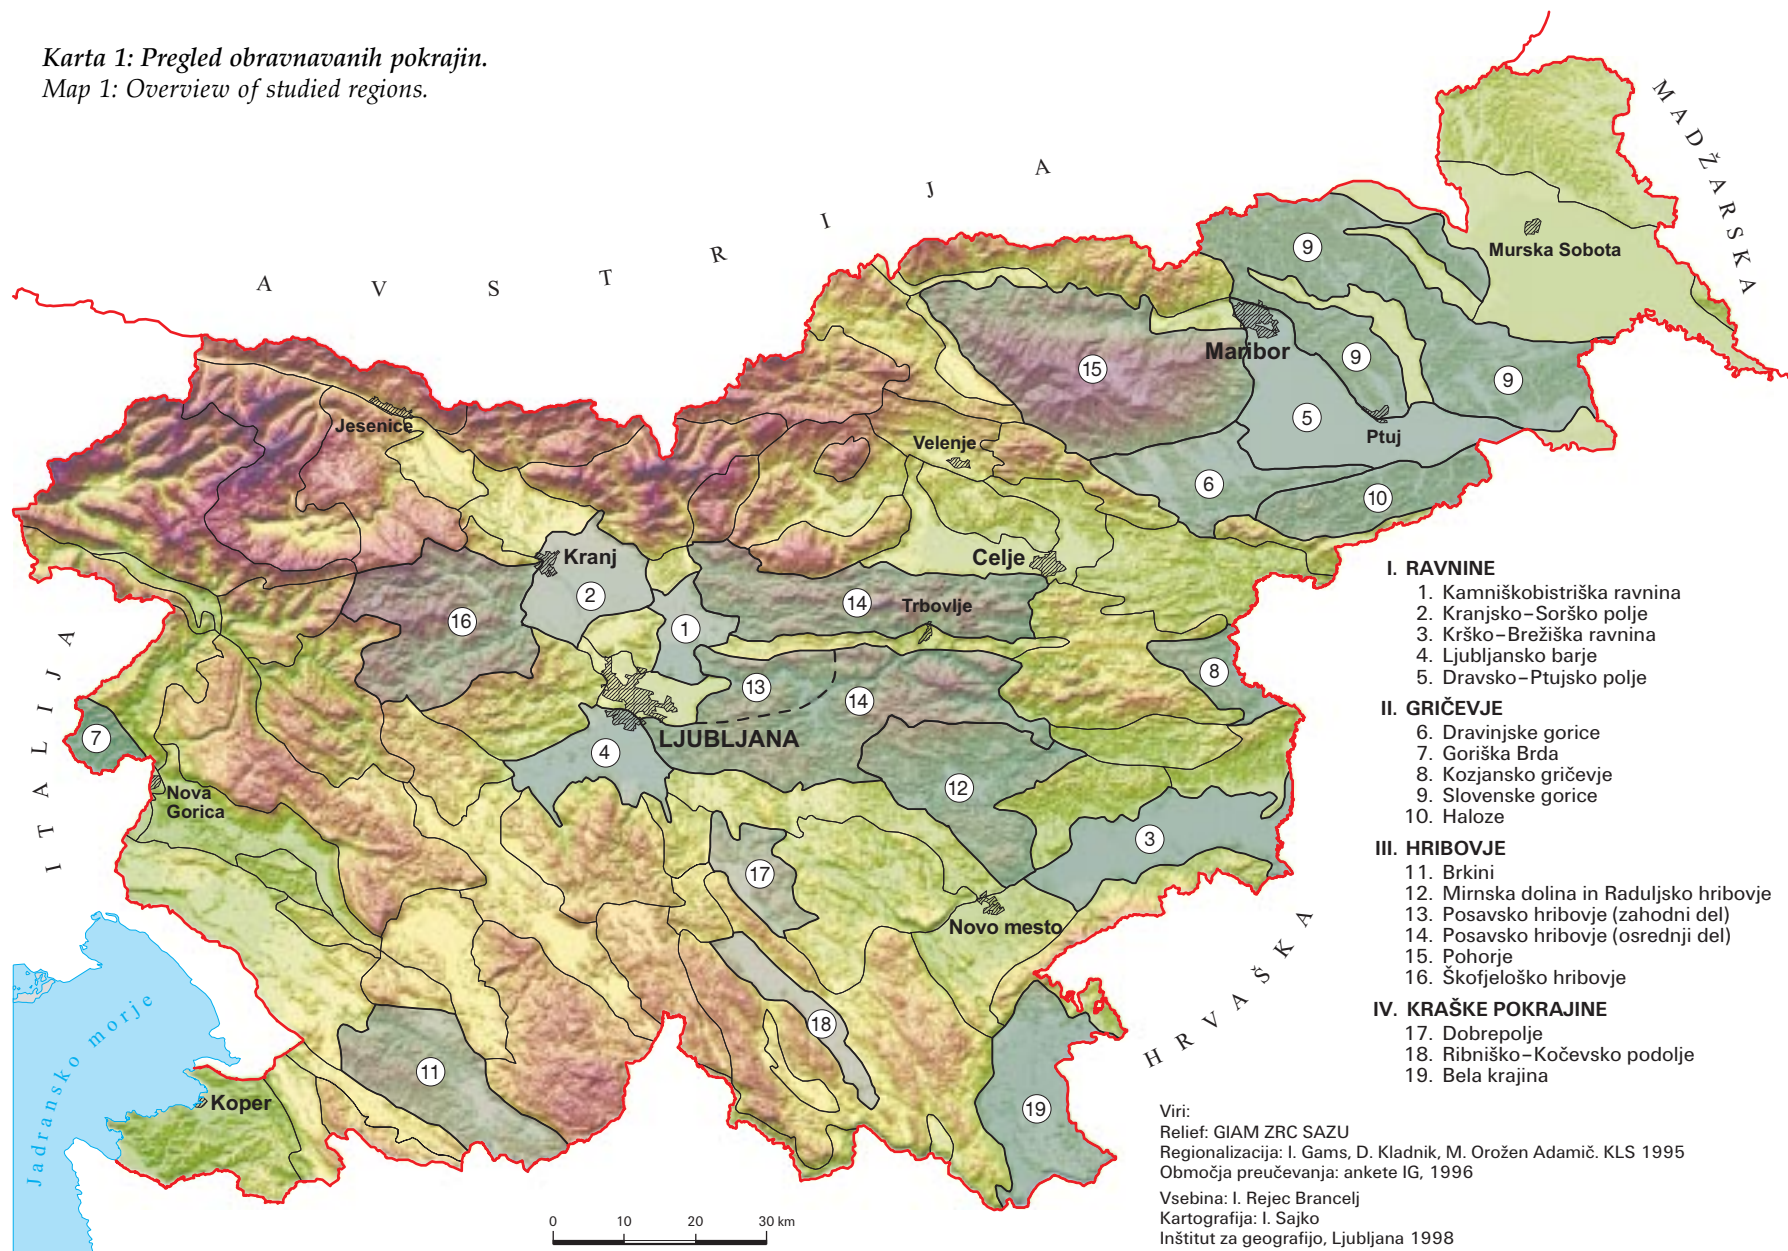 Karta 1: Pregled obravnavanih pokrajin.
Map 1: Overview of studied regions.
AVSTRIJA
MADŽARSKA
ITALIJA
HRVAŠKA
Jadransko morje
Murska Sobota
Maribor
Ptuj
Jesenice
Velenje
Kranj
Celje
Trbovlje
LJUBLJANA
Nova
Gorica
Novo mesto
Koper
9
9
9
15
5
6
10
2
16
1
14
13
14
8
7
4
12
3
17
18
11
19
I. RAVNINE
1. Kamniškobistriška ravnina
2. Kranjsko–Sorško polje
3. Krško–Brežiška ravnina
4. Ljubljansko barje
5. Dravsko–Ptujsko polje
II. GRIČEVJE
6. Dravinjske gorice
7. Goriška Brda
8. Kozjansko gričevje
9. Slovenske gorice
10. Haloze
III. HRIBOVJE
11. Brkini
12. Mirnska dolina in Raduljsko hribovje
13. Posavsko hribovje (zahodni del)
14. Posavsko hribovje (osrednji del)
15. Pohorje
16. Škofjeloško hribovje
IV. KRAŠKE POKRAJINE
17. Dobrepolje
18. Ribniško–Kočevsko podolje
19. Bela krajina
Viri:
Relief: GIAM ZRC SAZU
Regionalizacija: I. Gams, D. Kladnik, M. Orožen Adamič. KLS 1995
Območja preučevanja: ankete IG, 1996
Vsebina: I. Rejec Brancelj
Kartografija: I. Sajko
Inštitut za geografijo, Ljubljana 1998
0 10 20 30 km